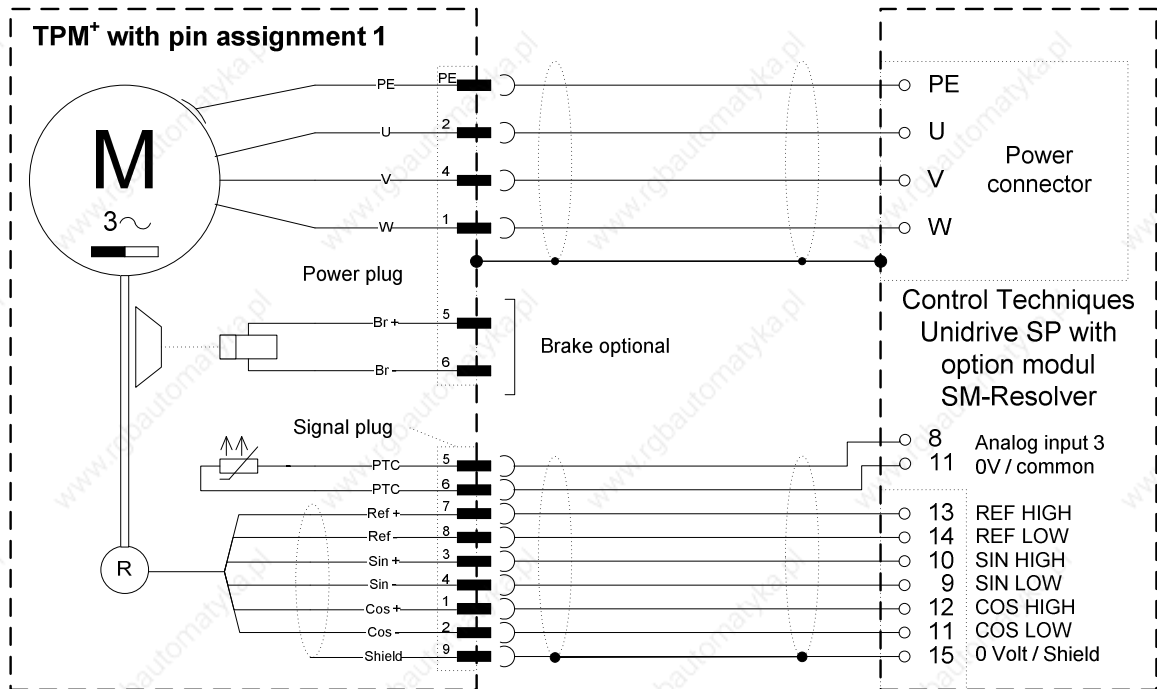 TPM+ with pin assignment 1
M
3
PE
PE
PE
U
2
U
V
4
V
W
1
W
Power
connector
Power plug
Br +
5
Br -
6
Brake optional
Control Techniques
Unidrive SP with
option modul
SM-Resolver
Signal plug
PTC
5
8
Analog input 3
PTC
6
11
0V / common
Ref +
7
13
REF HIGH
Ref -
8
14
REF LOW
Sin +
3
10
SIN HIGH
Sin -
4
9
SIN LOW
Cos +
1
12
COS HIGH
Cos -
2
11
COS LOW
Shield
9
15
0 Volt / Shield
R
www.rgbautomatyka.pl